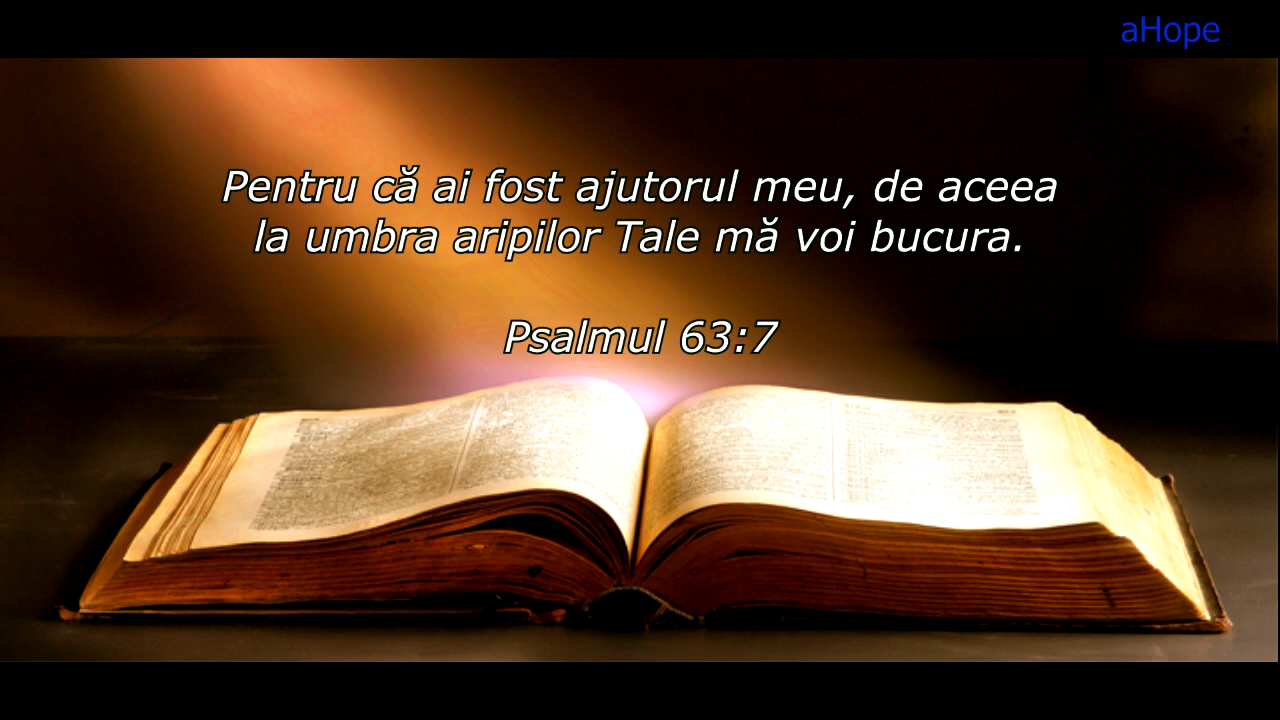 aHope
Pentru că ai fost ajutorul meu, de aceea
la umbra aripilor Tale mă voi bucura.
Psalmul 63:7